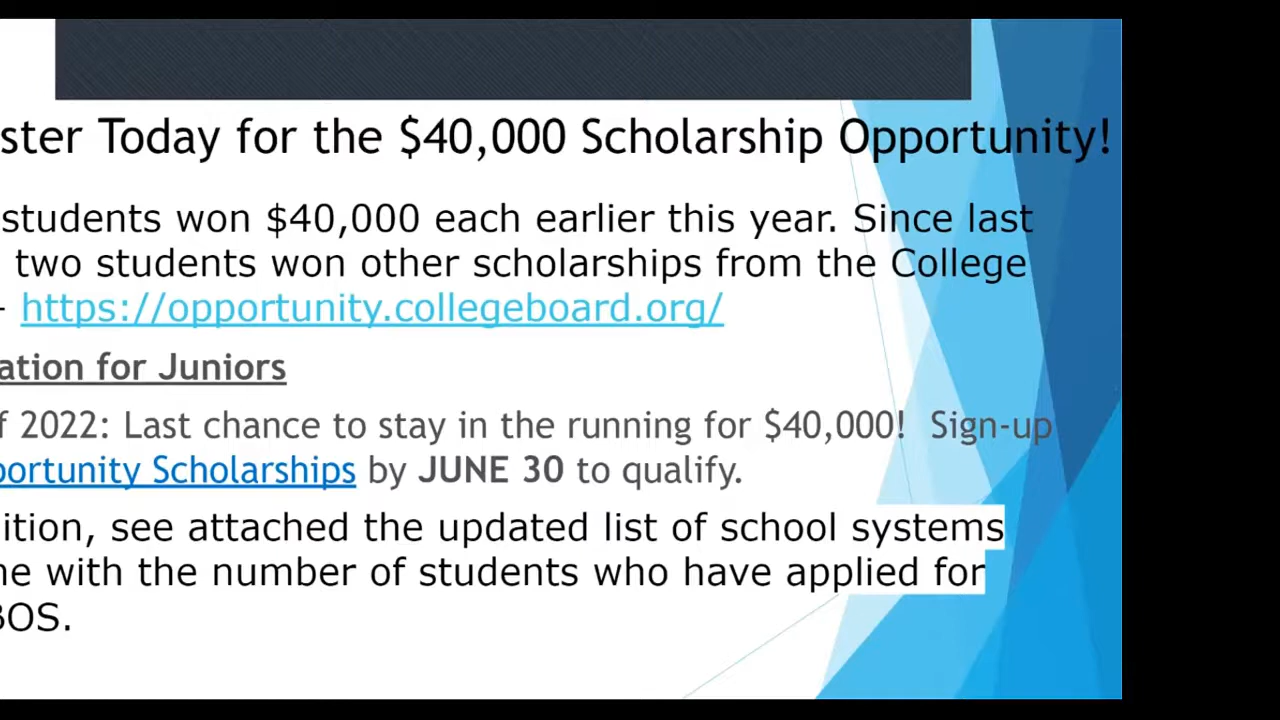 ster Today for the $40,000 Scholarship Opportunity!
students won $40,000 each earlier this year. Since last
two students won other scholarships from the College
- https://opportunity.collegeboard.org/
ation for Juniors
f 2022: Last chance to stay in the running for $40,000! Sign-up
portunity Scholarships by JUNE 30 to qualify.
ition, see attached the updated list of school systems
ne with the number of students who have applied for
BOS.